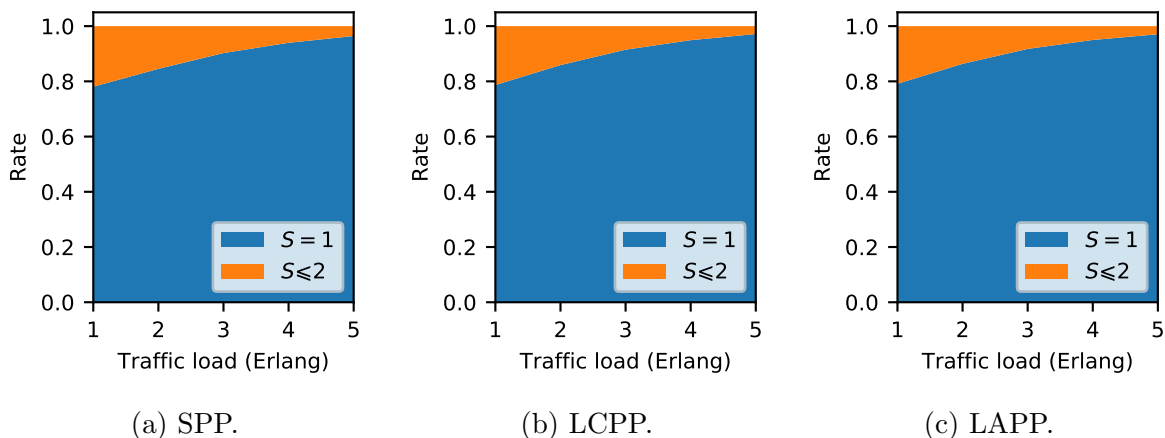 1.0
0.8
0.6
0.4
0.2
0.0
Rate
S = 1
S⩽2
1 2 3 4 5
Traffic load (Erlang)
(a) SPP.
1.0
0.8
0.6
0.4
0.2
0.0
Rate
S = 1
S⩽2
1 2 3 4 5
Traffic load (Erlang)
(b) LCPP.
1.0
0.8
0.6
0.4
0.2
0.0
Rate
S = 1
S⩽2
1 2 3 4 5
Traffic load (Erlang)
(c) LAPP.